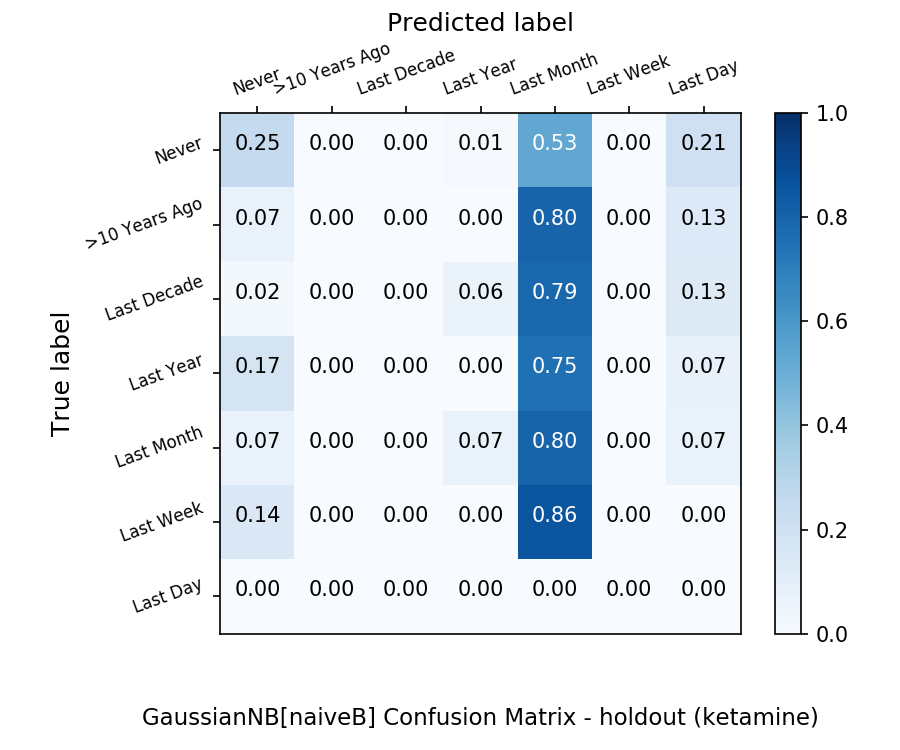 Predicted label
Never >10 Years Ago Last Decade Last Year Last Month Last Week Last Day
Never 0.25 0.00 0.00 0.01 0.53 0.00 0.21
>10 Years Ago 0.07 0.00 0.00 0.00 0.80 0.00 0.13
Last Decade 0.02 0.00 0.00 0.06 0.79 0.00 0.13
Last Year 0.17 0.00 0.00 0.00 0.75 0.00 0.07
Last Month 0.07 0.00 0.00 0.07 0.80 0.00 0.07
Last Week 0.14 0.00 0.00 0.00 0.86 0.00 0.00
Last Day 0.00 0.00 0.00 0.00 0.00 0.00 0.00
True label
1.0
0.8
0.6
0.4
0.2
0.0
GaussianNB[naiveB] Confusion Matrix - holdout (ketamine)